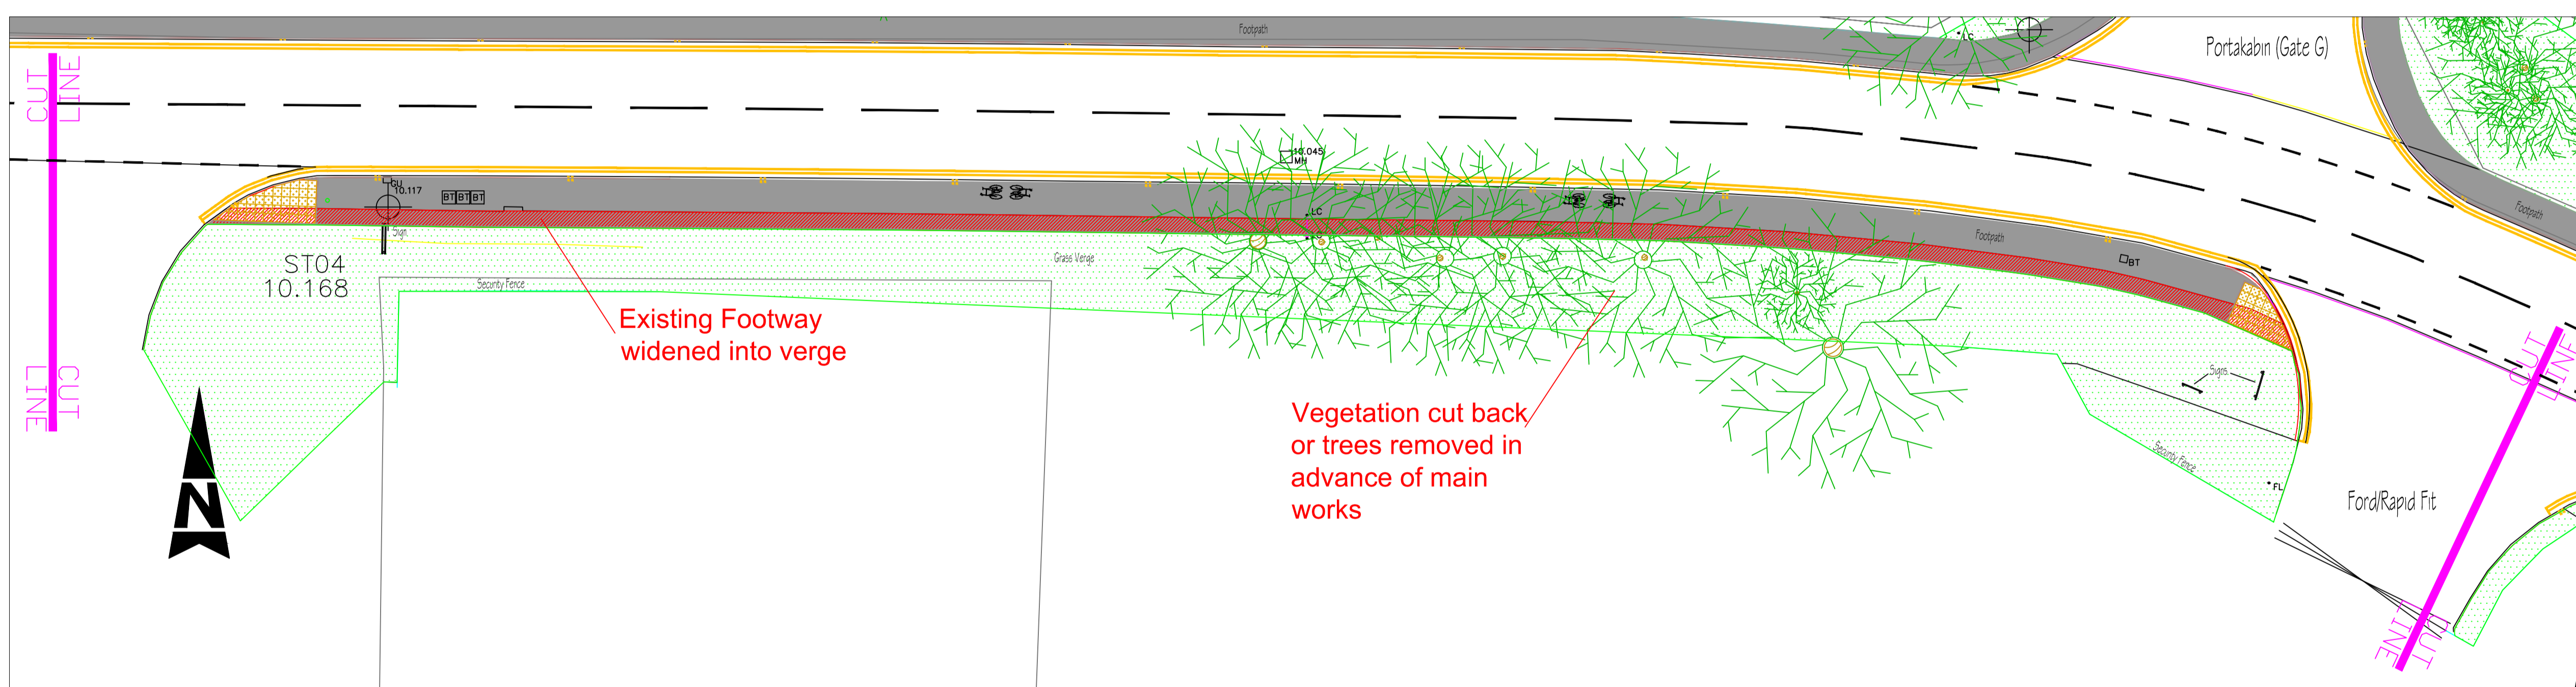 Footpath
LC
Portakabin (Gate G)
CUT
LINE
10.045
MH
GU
10.117
BT BT BT
LC
LC
Sign
Footpath
Footpath
BT
ST04
10.168
Grass Verge
Security Fence
Existing Footway
widened into verge
Vegetation cut back
or trees removed in
advance of main
works
Signs
Security Fence
FL
Ford/Rapid Fit
CUT
LINE
CUT
LINE
CUT
LINE
N